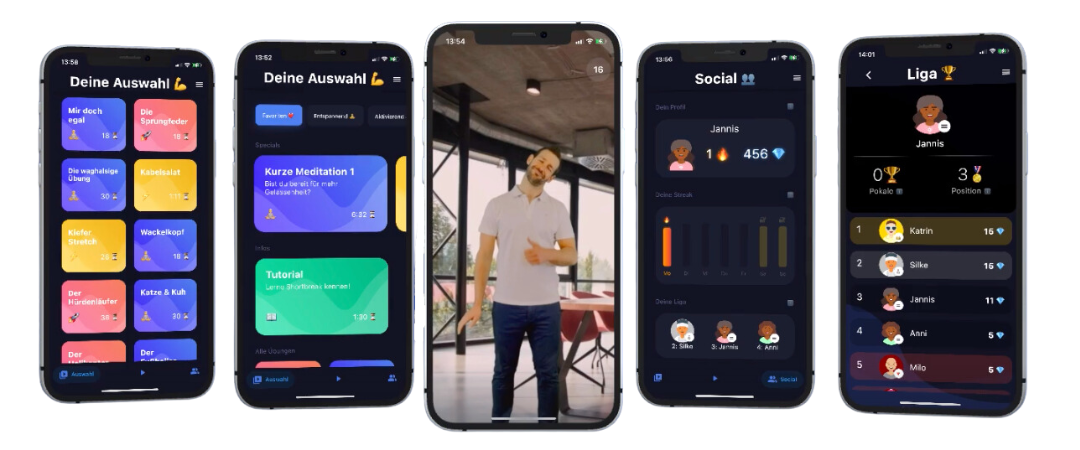 13:58
Deine Auswahl 💪
Mir doch
egal
18
Die
Sprungfeder
18
Die waghalsige
Übung
30
Kabelsalat
111
Kiefer
Stretch
Wackelkopf
18
Der
Hürdenläufer
38
Katze & Kuh
30
Der
Der
Auswahl
13:52
Deine Auswahl 💪
Favoriten
Entspannend
Aktivierend
Specials
Kurze Meditation 1
Bist du bereit für mehr
Gelassenheit?
6:32
Infos
Tutorial
Lerne Shortbreax kennen!
1:30
Alle Übungen
Auswahl
13:54
16
13:56
Social 👥
Dein Profil
Jannis
1 🔥 456 💎
Deine Streak
Mo Di Mi Do Fr Sa So
Deine Liga
2: Silke 3: Jannis 4: Anni
Social
14:01
Liga 🏆
Jannis
0🏆 3🏅
Pokale Position
1 Katrin 16 💎
2 Silke 16 💎
3 Jannis 11 💎
4 Anni 5 💎
5 Milo 5 💎